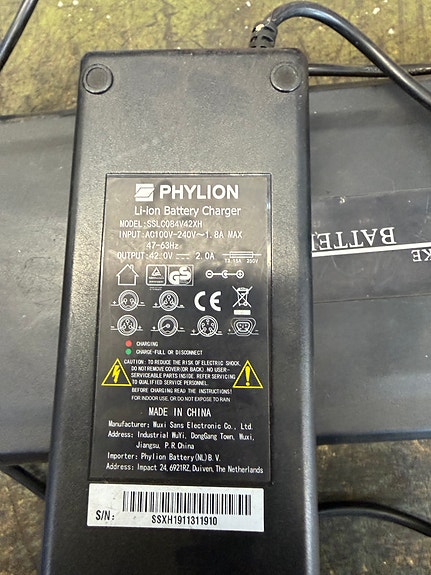 PHYLION
Li-ion Battery Charger
MODEL: SSLC084V42XH
INPUT: AC100V-240V~1.8A MAX
47-63Hz
OUTPUT: 42.0V 2.0A
T3.15A 250V
GS
CE
CHARGING
CHARGE-FULL OR DISCONNECT
CAUTION: TO REDUCE THE RISK OF ELECTRIC SHOCK,
DO NOT REMOVE COVER(OR BACK). NO USER-
SERVICEABLE PARTS INSIDE. REFER SERVICING
TO QUALIFIED SERVICE PERSONNEL.
BEFORE CHARGING READ THE INSTRUCTIONS!
FOR INDOOR USE, OR DO NOT EXPOSE TO RAIN
MADE IN CHINA
Manufacturer: Wuxi Sans Electronic Co., Ltd.
Address: Industrial WuYi, DongGang Town, Wuxi,
Jiangsu, P.R.China
Importer: Phylion Battery(NL)B.V.
Address: Impact 24, 6921RZ, Duiven, The Netherlands
S/N:
SSXH1911311910
BATTE
KE